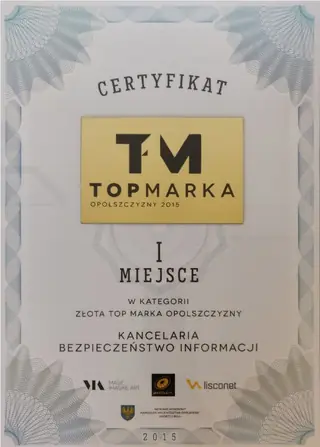 CERTYFIKAT
TM
TOPMARKA
OPOLSZCZYZNY 2015
I
MIEJSCE
W KATEGORII
ZŁOTA TOP MARKA OPOLSZCZYZNY
KANCELARIA
BEZPIECZEŃSTWO INFORMACJI
lisconet
2015